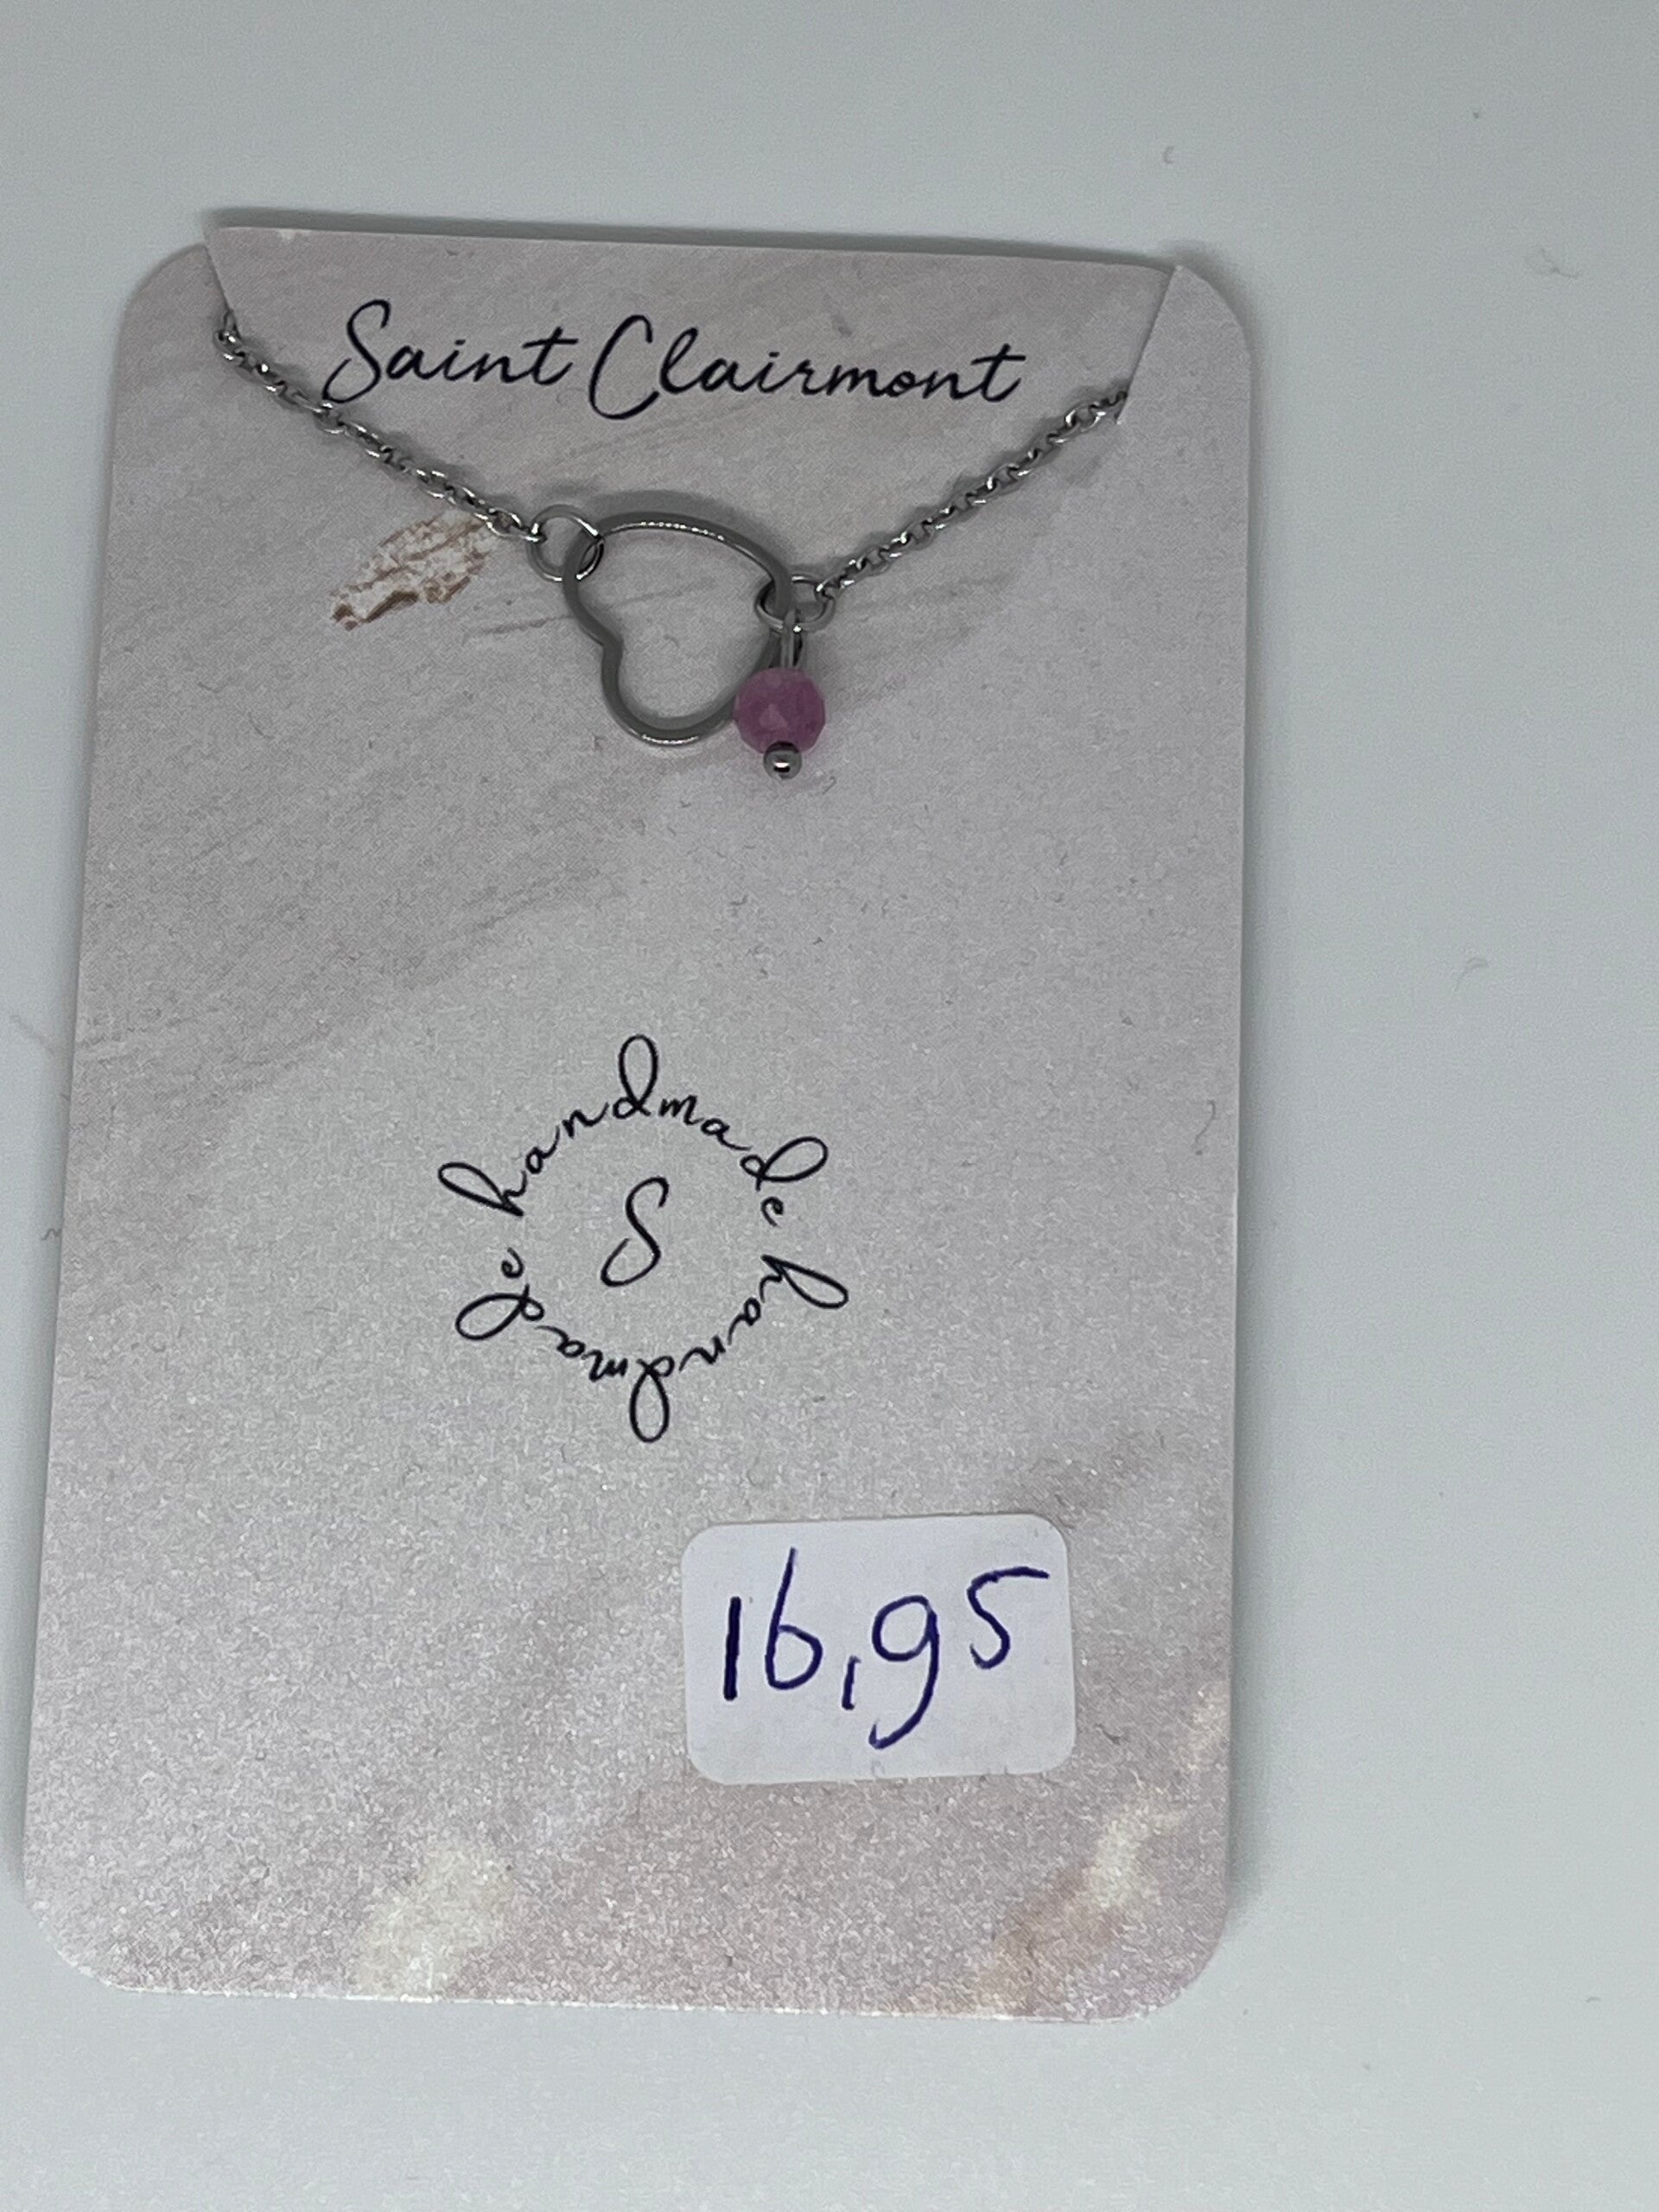 Saint Clairmont
handmade handmade
S
16,95